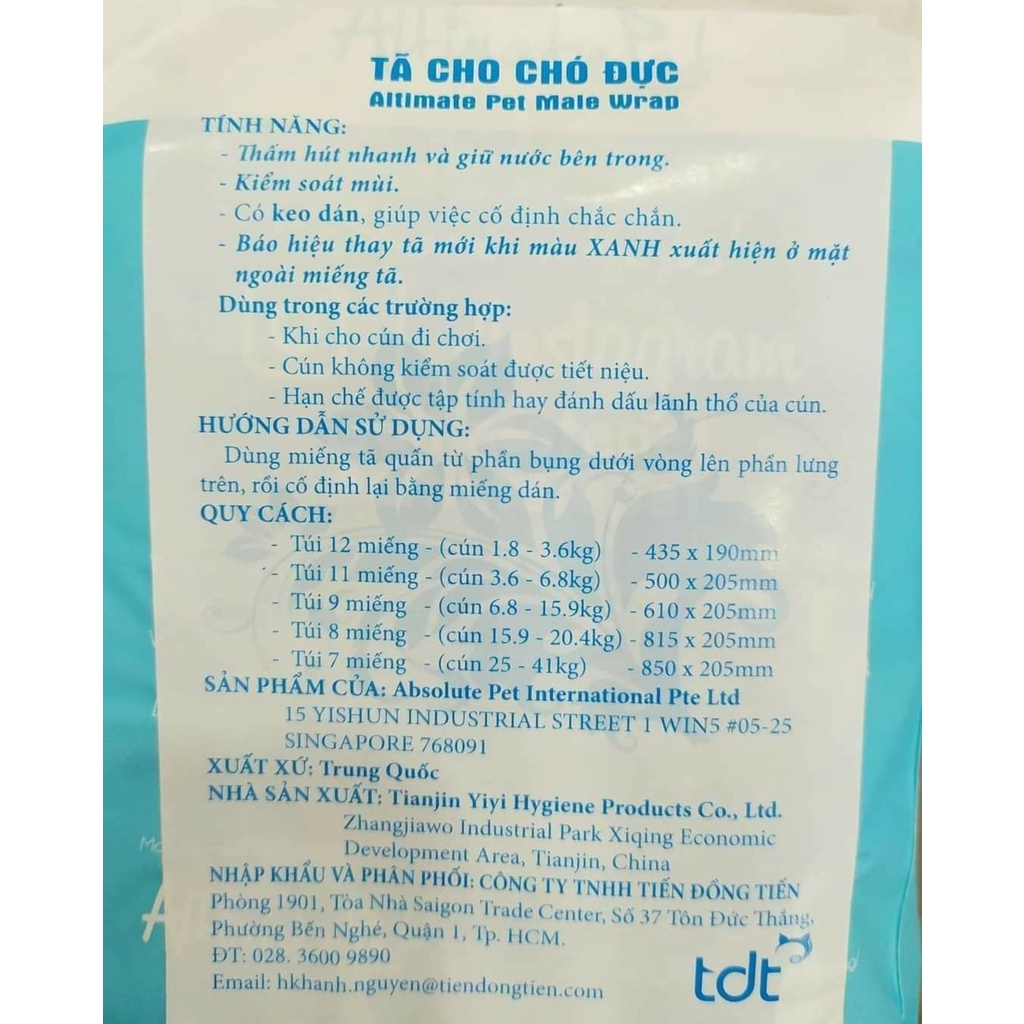 TÃ CHO CHÓ ĐỰC
Altimate Pet Male Wrap
TÍNH NĂNG:
- Thấm hút nhanh và giữ nước bên trong.
- Kiểm soát mùi.
- Có keo dán, giúp việc cố định chắc chắn.
- Báo hiệu thay tã mới khi màu XANH xuất hiện ở mặt
ngoài miếng tã.
Dùng trong các trường hợp:
- Khi cho cún đi chơi.
- Cún không kiểm soát được tiết niệu.
- Hạn chế được tập tính hay đánh dấu lãnh thổ của cún.
HƯỚNG DẪN SỬ DỤNG:
Dùng miếng tã quấn từ phần bụng dưới vòng lên phần lưng
trên, rồi cố định lại bằng miếng dán.
QUY CÁCH:
- Túi 12 miếng - (cún 1.8 - 3.6kg) - 435 x 190mm
- Túi 11 miếng - (cún 3.6 - 6.8kg) - 500 x 205mm
- Túi 9 miếng - (cún 6.8 - 15.9kg) - 610 x 205mm
- Túi 8 miếng - (cún 15.9 - 20.4kg) - 815 x 205mm
- Túi 7 miếng - (cún 25 - 41kg) - 850 x 205mm
SẢN PHẨM CỦA: Absolute Pet International Pte Ltd
15 YISHUN INDUSTRIAL STREET 1 WIN5 #05-25
SINGAPORE 768091
XUẤT XỨ: Trung Quốc
NHÀ SẢN XUẤT: Tianjin Yiyi Hygiene Products Co., Ltd.
Zhangjiawo Industrial Park Xiqing Economic
Development Area, Tianjin, China
NHẬP KHẨU VÀ PHÂN PHỐI: CÔNG TY TNHH TIẾN ĐỒNG TIẾN
Phòng 1901, Tòa Nhà Saigon Trade Center, Số 37 Tôn Đức Thắng,
Phường Bến Nghé, Quận 1, Tp. HCM.
ĐT: 028. 3600 9890
Email: hkhanh.nguyen@tiendongtien.com
tdt